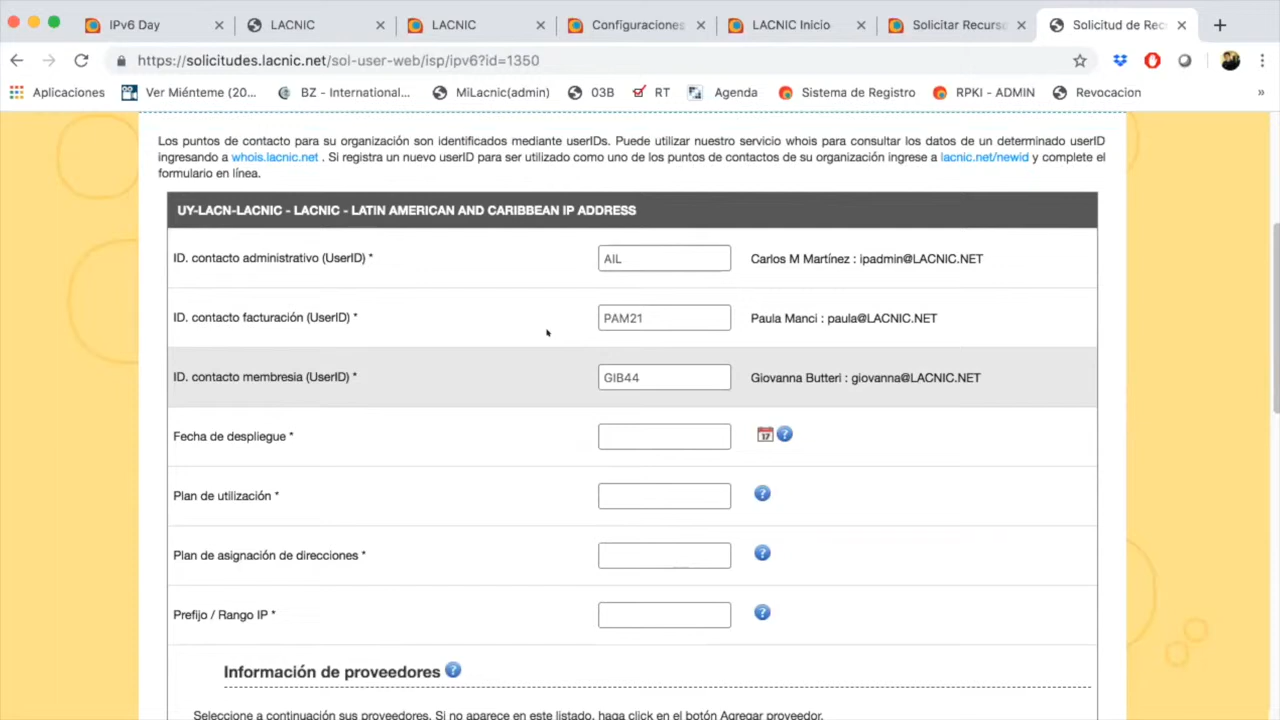 IPv6 Day
LACNIC
LACNIC
Configuraciones
LACNIC Inicio
Solicitar Recurs
Solicitud de Rec
https://solicitudes.lacnic.net/sol-user-web/isp/ipv6?id=1350
Aplicaciones
Ver Miénteme (20...
BZ - International...
MiLacnic(admin)
03B
RT
Agenda
Sistema de Registro
RPKI - ADMIN
Revocacion
»
Los puntos de contacto para su organización son identificados mediante userIDs. Puede utilizar nuestro servicio whois para consultar los datos de un determinado userID
ingresando a whois.lacnic.net . Si registra un nuevo userID para ser utilizado como uno de los puntos de contactos de su organización ingrese a lacnic.net/newid y complete el
formulario en línea.
UY-LACN-LACNIC - LACNIC - LATIN AMERICAN AND CARIBBEAN IP ADDRESS
ID. contacto administrativo (UserID) * AIL Carlos M Martínez : ipadmin@LACNIC.NET
ID. contacto facturación (UserID) * PAM21 Paula Manci : paula@LACNIC.NET
ID. contacto membresia (UserID) * GIB44 Giovanna Butteri : giovanna@LACNIC.NET
Fecha de despliegue * 17 ?
Plan de utilización * ?
Plan de asignación de direcciones * ?
Prefijo / Rango IP * ?
Información de proveedores ?
Seleccione a continuación sus proveedores. Si no aparece en este listado, haga click en el botón Agregar proveedor.